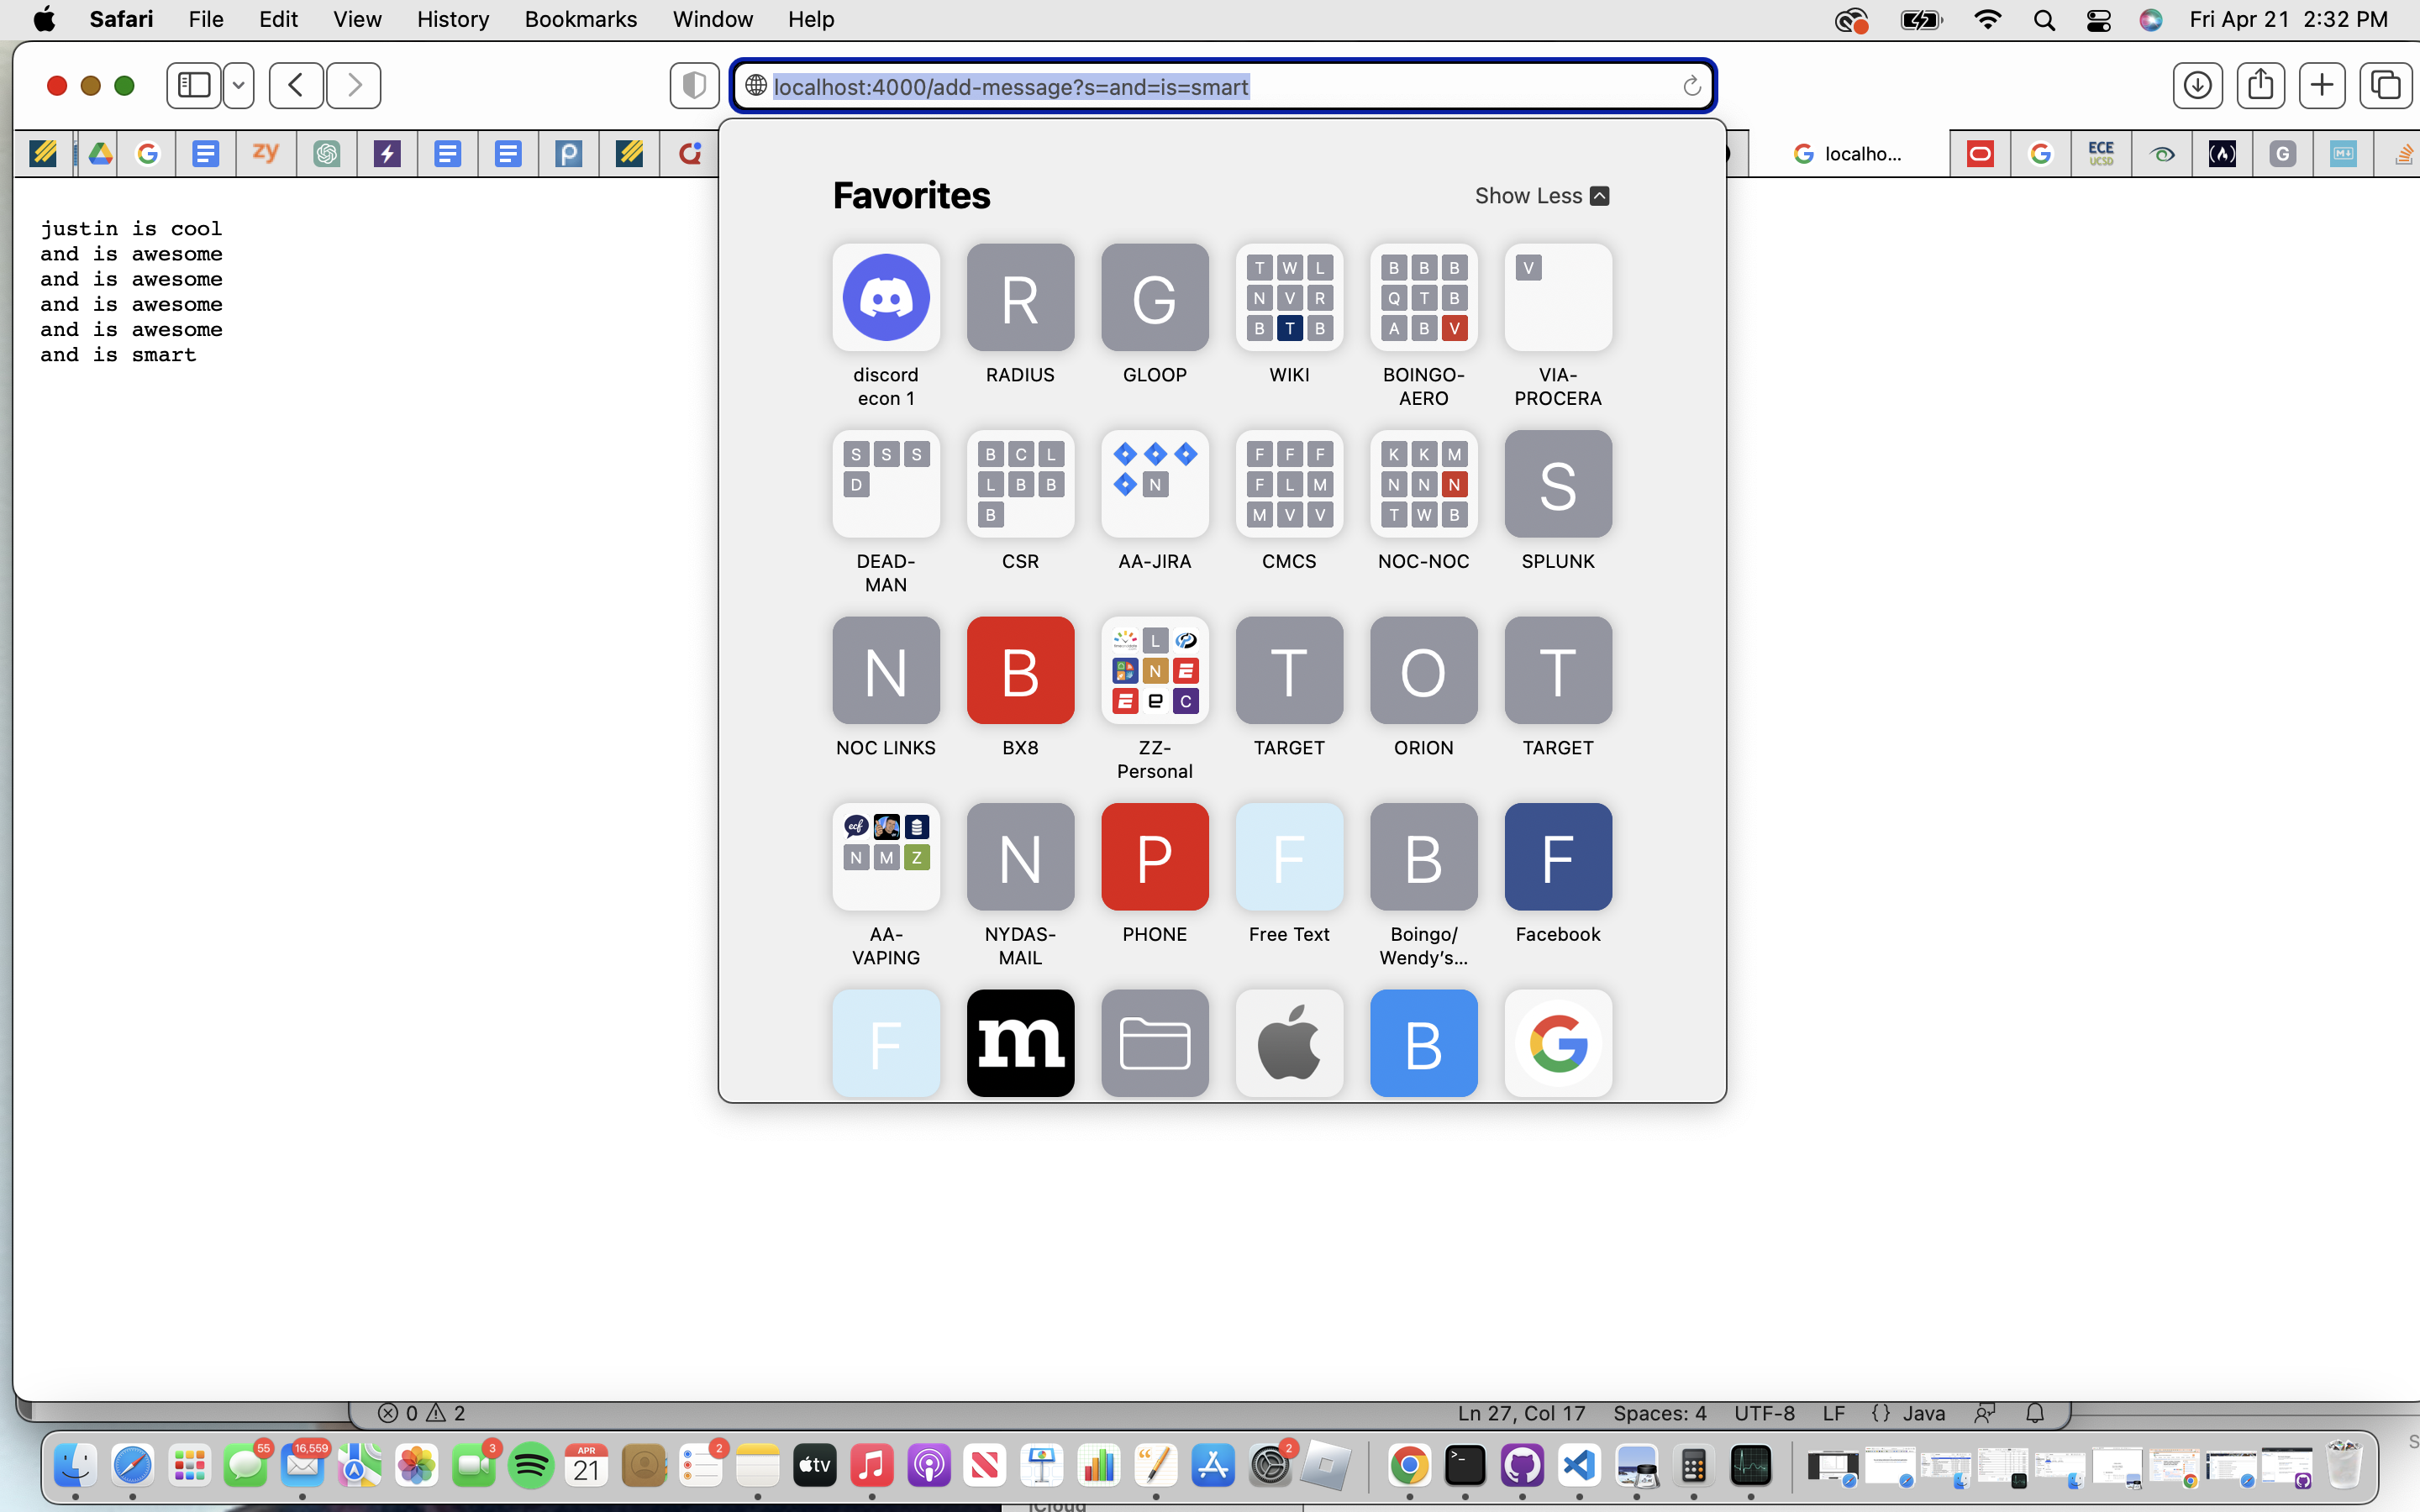 Safari File Edit View History Bookmarks Window Help Fri Apr 21 2:32 PM
localhost:4000/add-message?s=and=is=smart
zy localho... ECE UCSD G
justin is cool
and is awesome
and is awesome
and is awesome
and is awesome
and is smart
Favorites Show Less
R G T W L N V R B T B B B B Q T B A B V V
discord econ 1 RADIUS GLOOP WIKI BOINGO-AERO VIA-PROCERA
S S S D B C L L B B B N F F F F L M M V V K K M N N N T W B S
DEAD-MAN CSR AA-JIRA CMCS NOC-NOC SPLUNK
N B L N E E e C T O T
NOC LINKS BX8 ZZ-Personal TARGET ORION TARGET
ecf N M Z N P F B F
AA-VAPING NYDAS-MAIL PHONE Free Text Boingo/Wendy's... Facebook
F m B G
0 2 Ln 27, Col 17 Spaces: 4 UTF-8 LF {} Java
55 16,559 3 APR 21 2 tv 2
iCloud